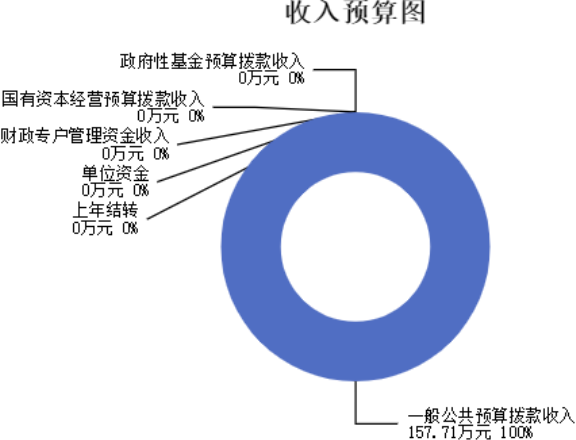 收入预算图
政府性基金预算拨款收入
0万元 0%
国有资本经营预算拨款收入
0万元 0%
财政专户管理资金收入
0万元 0%
单位资金
0万元 0%
上年结转
0万元 0%
一般公共预算拨款收入
157.71万元 100%